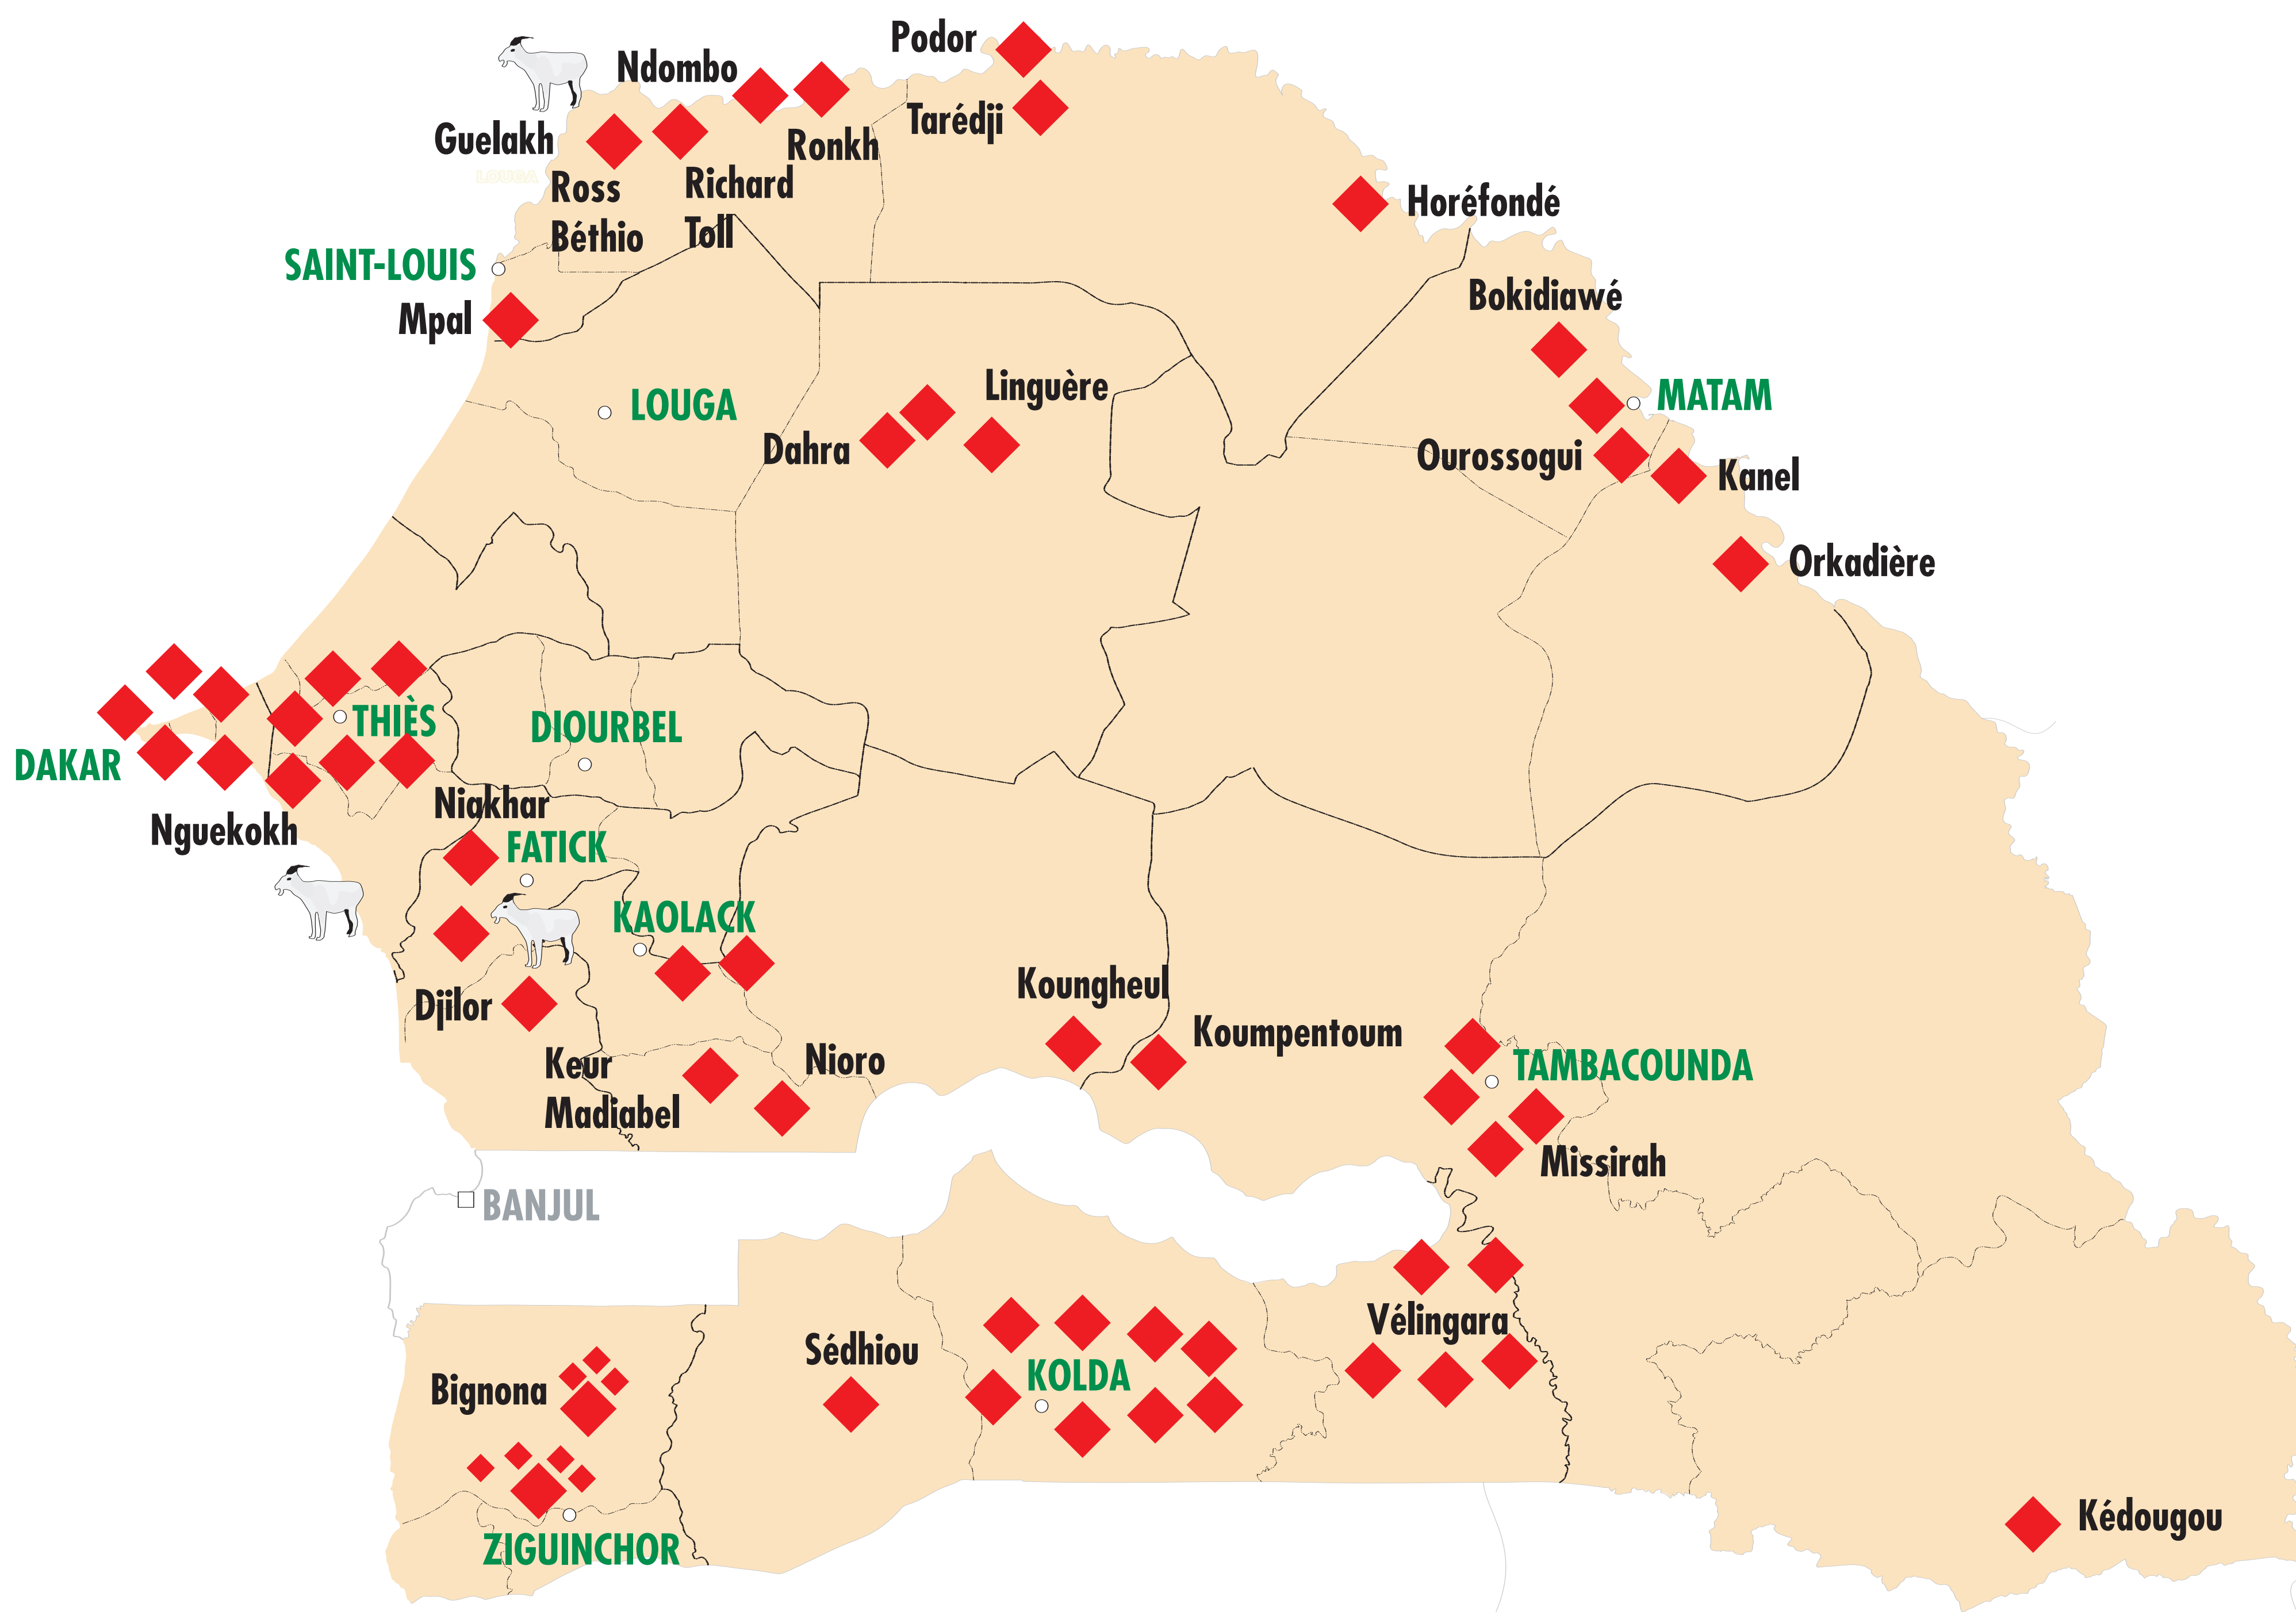 Podor
Ndombo
Tarédji
Guelakh
Ronkh
LOUGA
Ross
Béthio
Richard
Toll
Horéfondé
SAINT-LOUIS
Mpal
Bokidiawé
Linguère
LOUGA
MATAM
Dahra
Ourossogui
Kanel
Orkadière
THIÈS
DIOURBEL
DAKAR
Niakhar
Nguekokh
FATICK
KAOLACK
Koungheul
Djilor
Koumpentoum
Keur
Madiabel
Nioro
TAMBACOUNDA
Missirah
BANJUL
Vélingara
Sédhiou
KOLDA
Bignona
Kédougou
ZIGUINCHOR